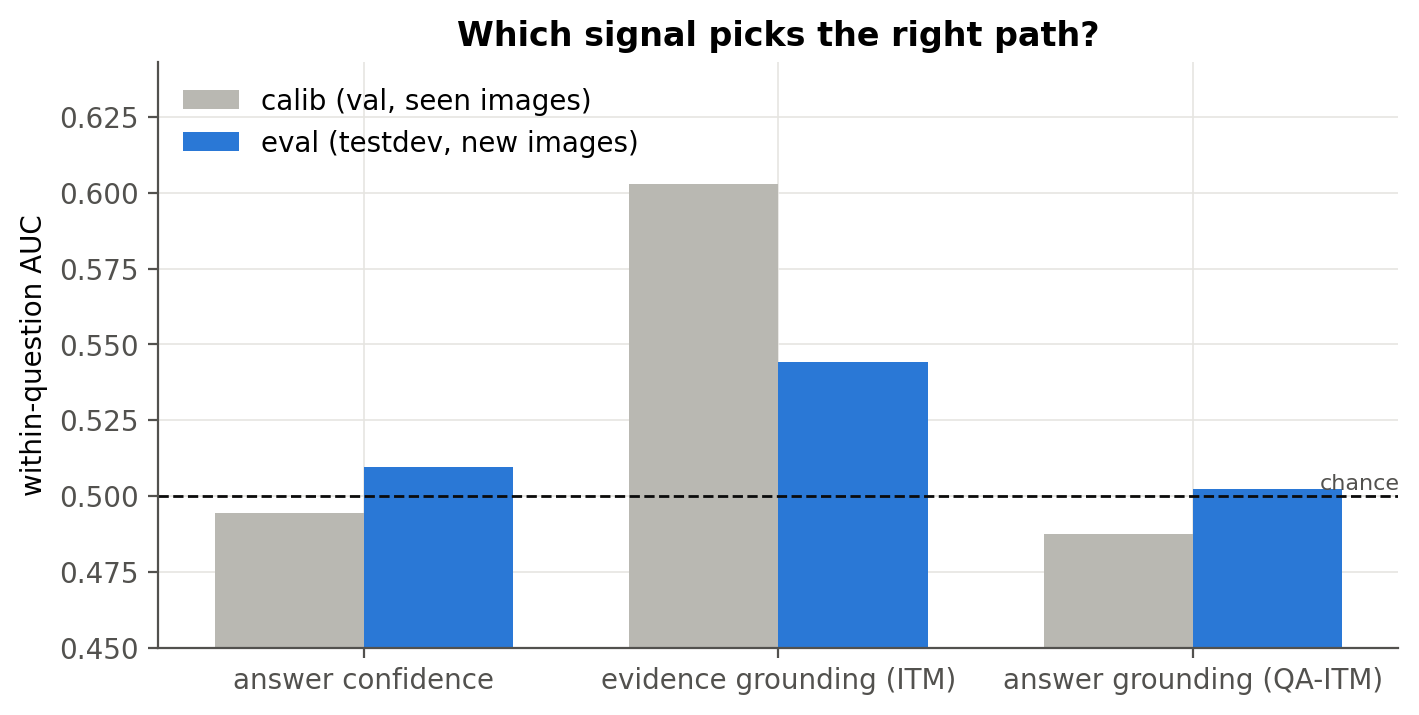 Which signal picks the right path?
calib (val, seen images)
eval (testdev, new images)
within-question AUC
0.625
0.600
0.575
0.550
0.525
0.500
0.475
0.450
chance
answer confidence
evidence grounding (ITM)
answer grounding (QA-ITM)